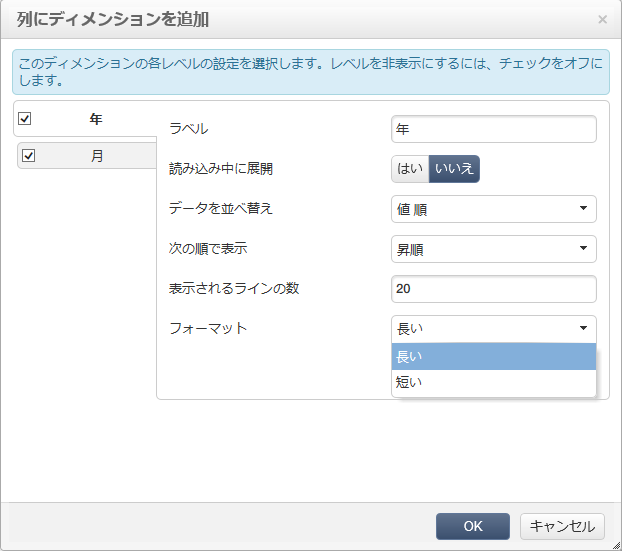 列にディメンションを追加
×
このディメンションの各レベルの設定を選択します。レベルを非表示にするには、チェックをオフに
します。
年
月
ラベル
年
読み込み中に展開
はい いいえ
データを並べ替え
値 順
次の順で表示
昇順
表示されるラインの数
20
フォーマット
長い
長い
短い
OK
キャンセル